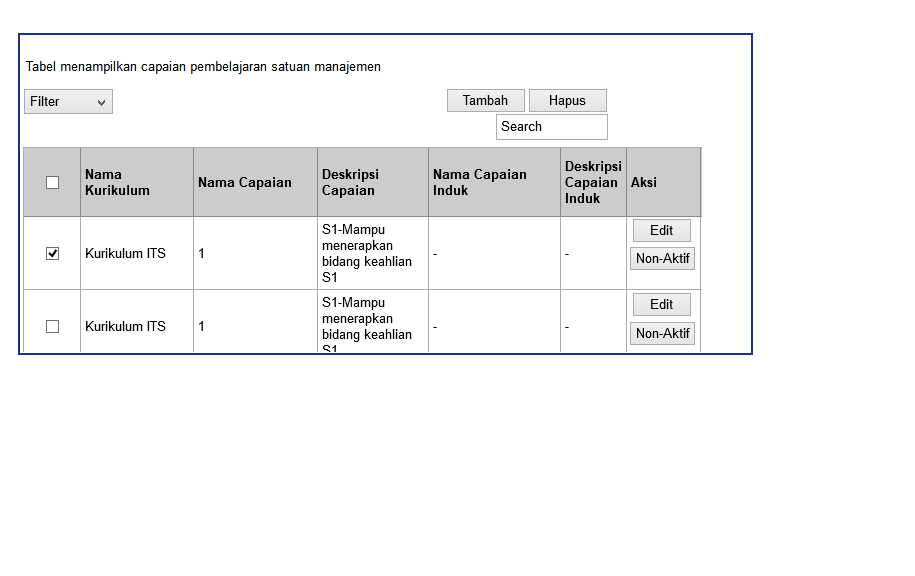 Tabel menampilkan capaian pembelajaran satuan manajemen
Filter
Tambah
Hapus
Search
Nama
Kurikulum
Nama Capaian
Deskripsi
Capaian
Nama Capaian
Induk
Deskripsi
Capaian
Induk
Aksi
Kurikulum ITS
1
S1-Mampu
menerapkan
bidang keahlian
S1
-
-
Edit
Non-Aktif
Kurikulum ITS
1
S1-Mampu
menerapkan
bidang keahlian
S1
-
-
Edit
Non-Aktif